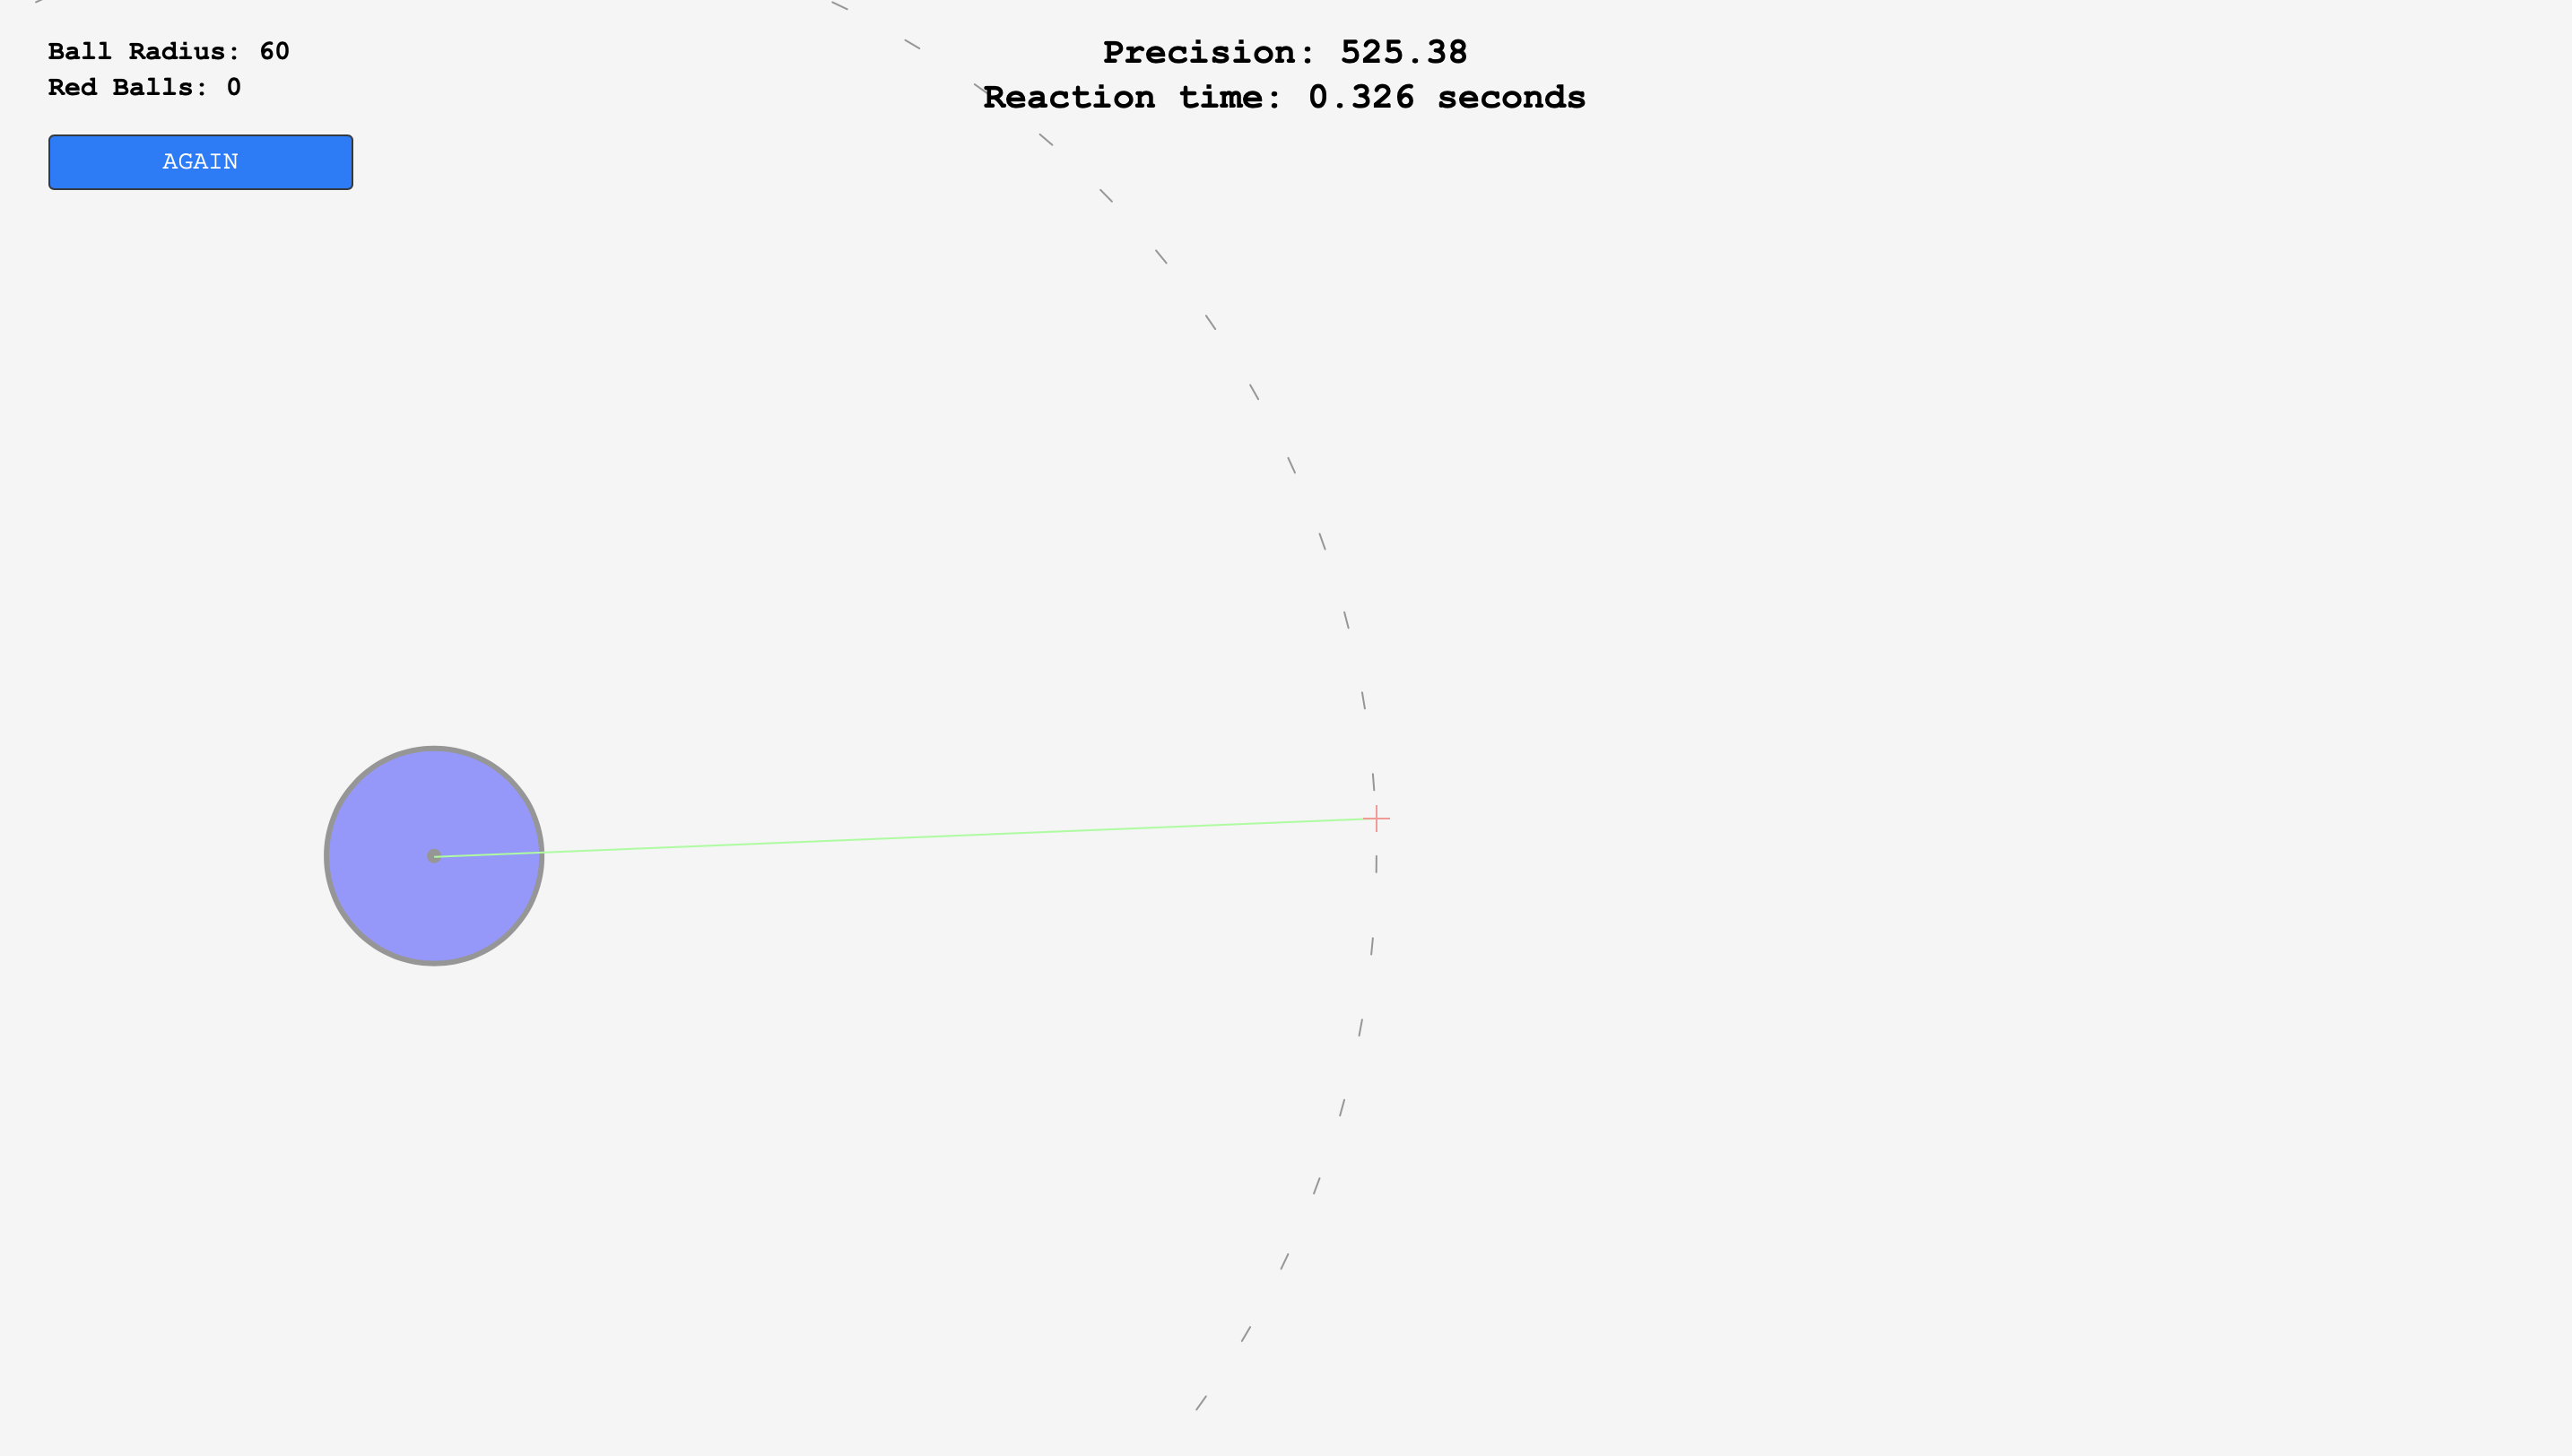 Ball Radius: 60
Red Balls: 0
AGAIN
Precision: 525.38
Reaction time: 0.326 seconds